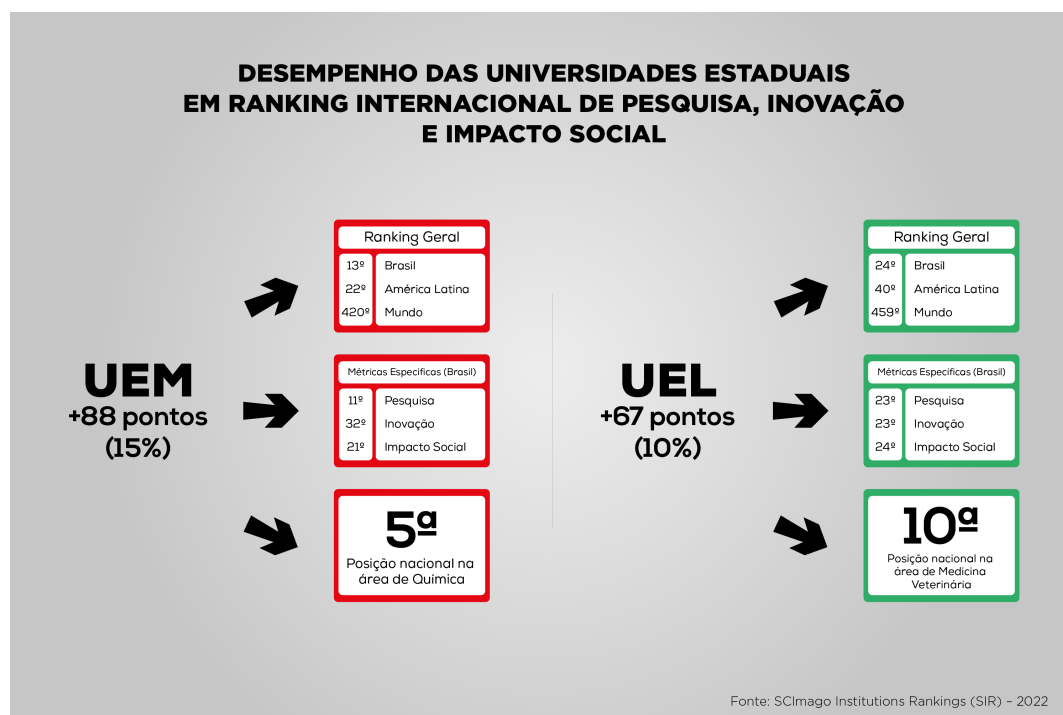 DESEMPENHO DAS UNIVERSIDADES ESTADUAIS
EM RANKING INTERNACIONAL DE PESQUISA, INOVAÇÃO
E IMPACTO SOCIAL
UEM
+88 pontos
(15%)
Ranking Geral
13º Brasil
22º América Latina
420º Mundo
Métricas Específicas (Brasil)
11º Pesquisa
32º Inovação
21º Impacto Social
5ª
Posição nacional na
área de Química
UEL
+67 pontos
(10%)
Ranking Geral
24º Brasil
40º América Latina
459º Mundo
Métricas Específicas (Brasil)
23º Pesquisa
23º Inovação
24º Impacto Social
10ª
Posição nacional na
área de Medicina
Veterinária
Fonte: SCImago Institutions Rankings (SIR) – 2022